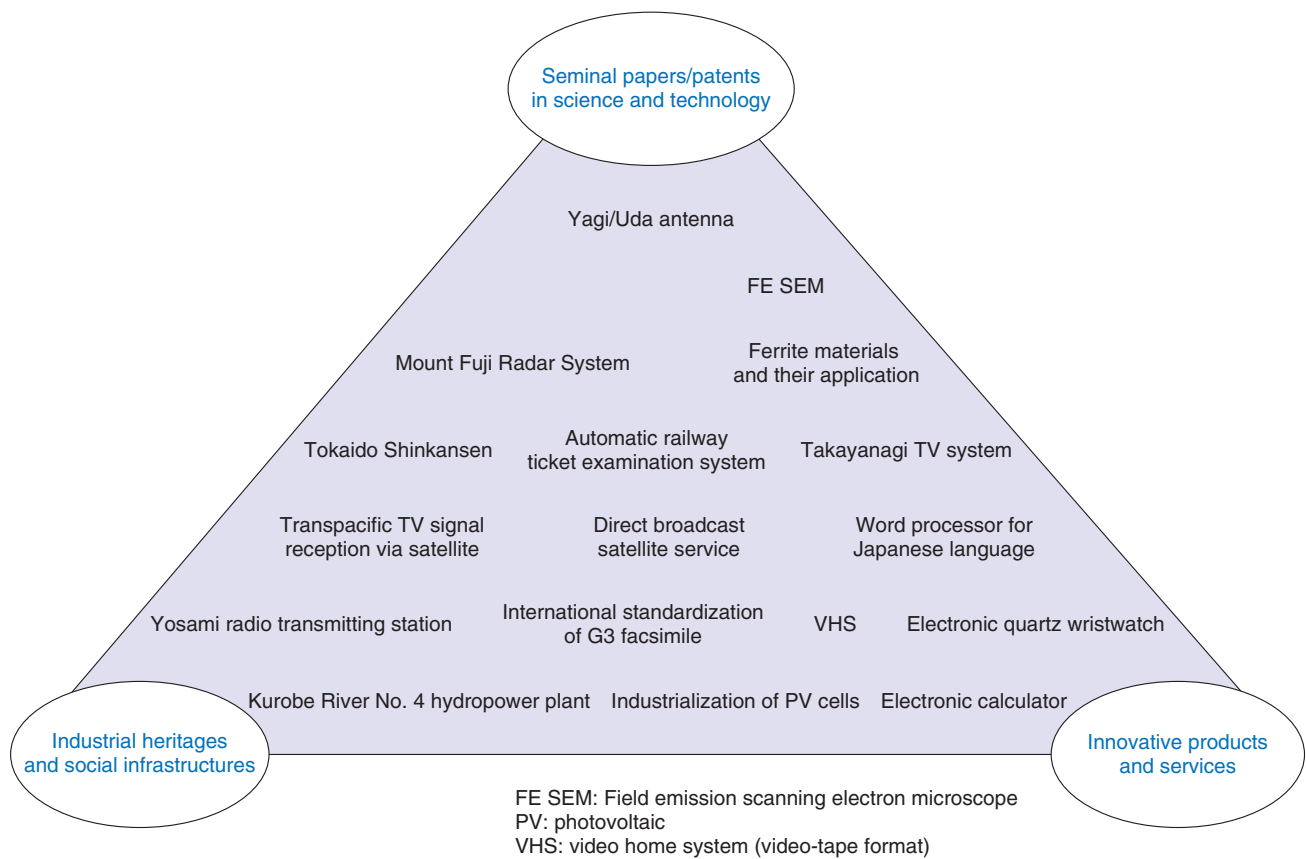 Seminal papers/patents
in science and technology
Yagi/Uda antenna
FE SEM
Mount Fuji Radar System
Ferrite materials
and their application
Tokaido Shinkansen
Automatic railway
ticket examination system
Takayanagi TV system
Transpacific TV signal
reception via satellite
Direct broadcast
satellite service
Word processor for
Japanese language
Yosami radio transmitting station
International standardization
of G3 facsimile
VHS
Electronic quartz wristwatch
Kurobe River No. 4 hydropower plant
Industrialization of PV cells
Electronic calculator
Industrial heritages
and social infrastructures
Innovative products
and services
FE SEM: Field emission scanning electron microscope
PV: photovoltaic
VHS: video home system (video-tape format)